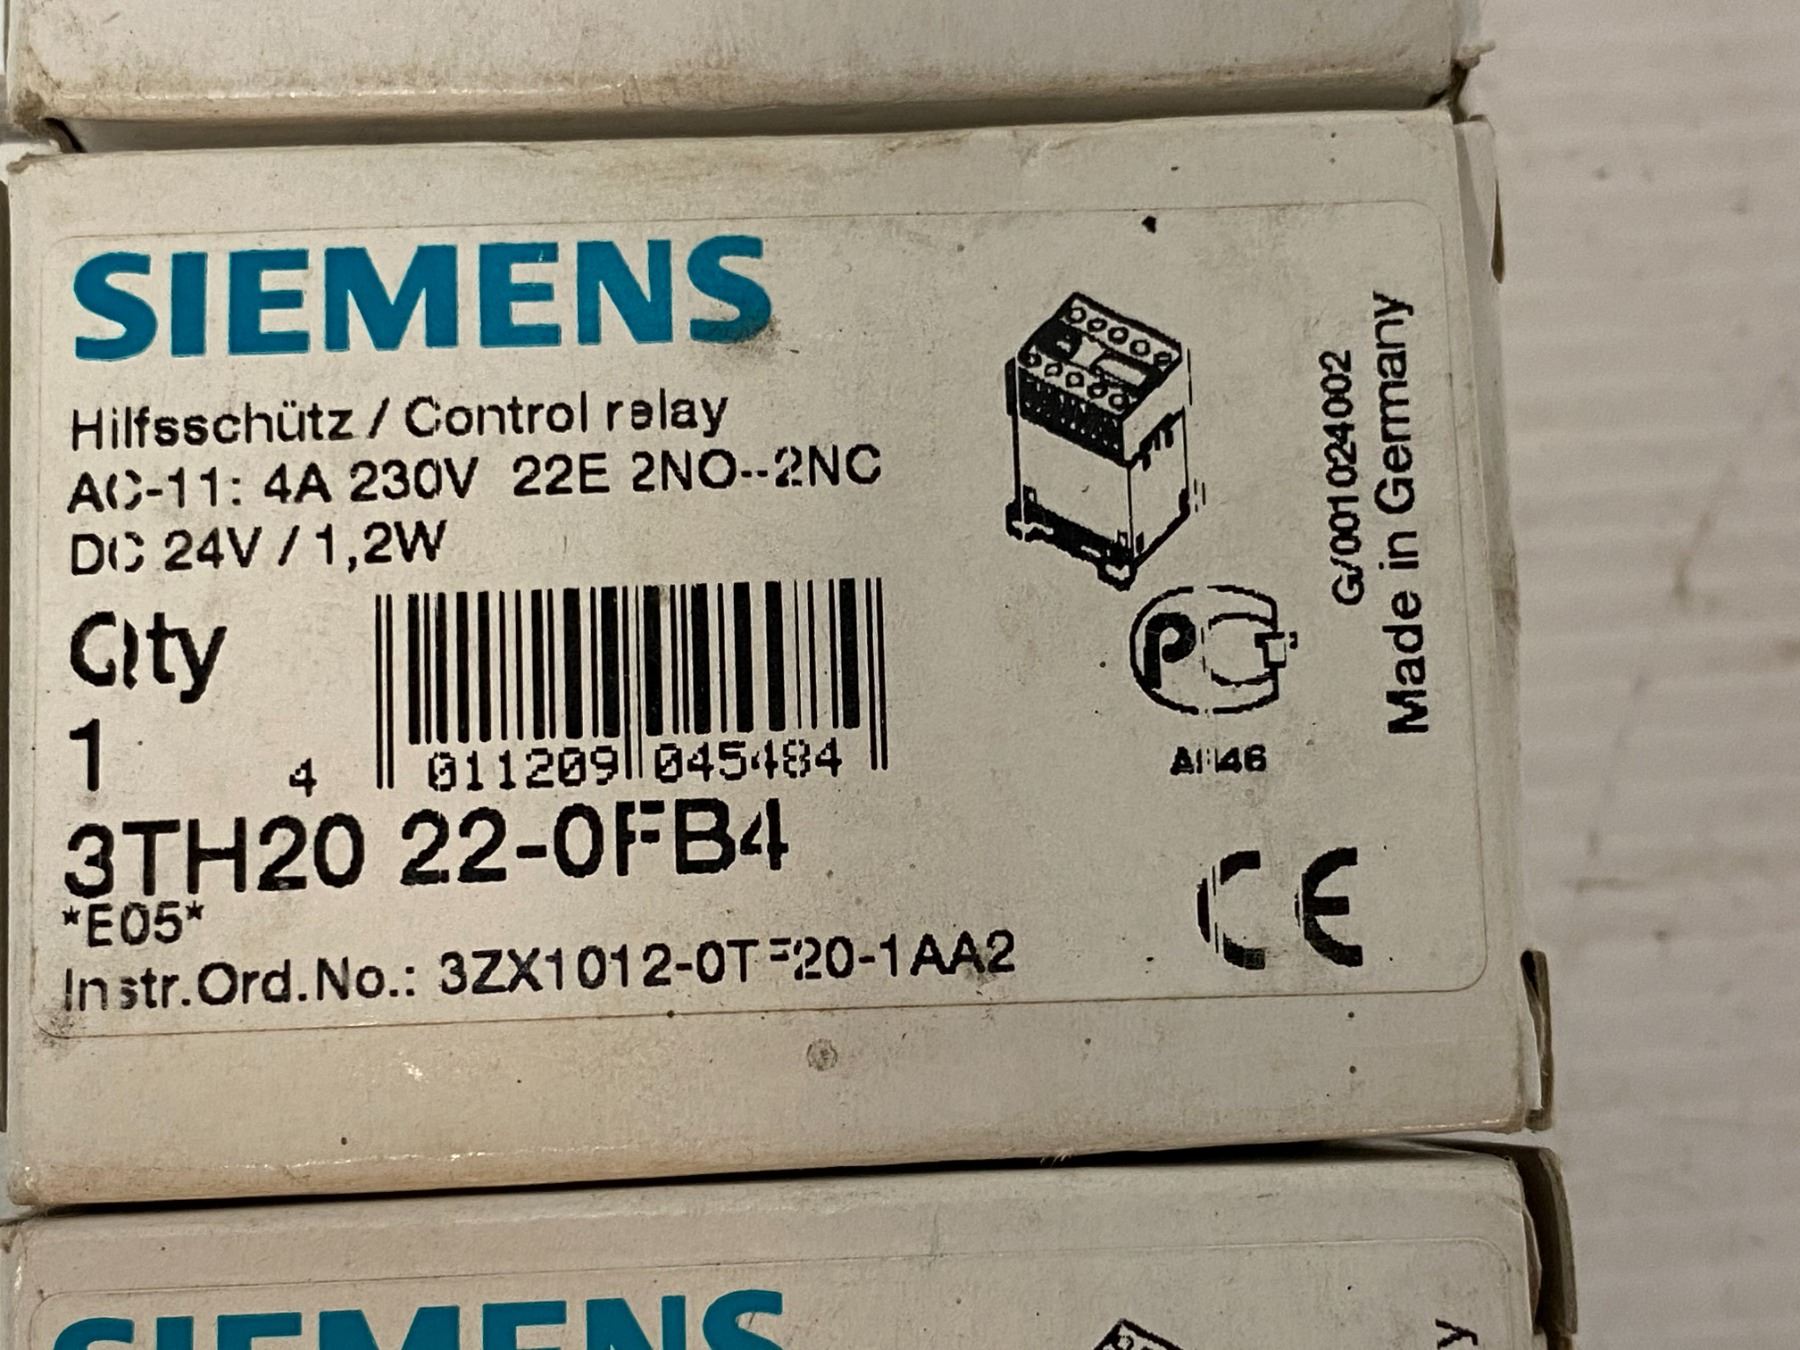 SIEMENS
Hilfsschütz / Control relay
AC-11: 4A 230V 22E 2NO--2NC
DC 24V / 1,2W
Qty
1
4 011209 045484
3TH20 22-0FB4
*E05*
Instr.Ord.No.: 3ZX1012-0TF20-1AA2
G/001024002
Made in Germany
CE
SIEMENS